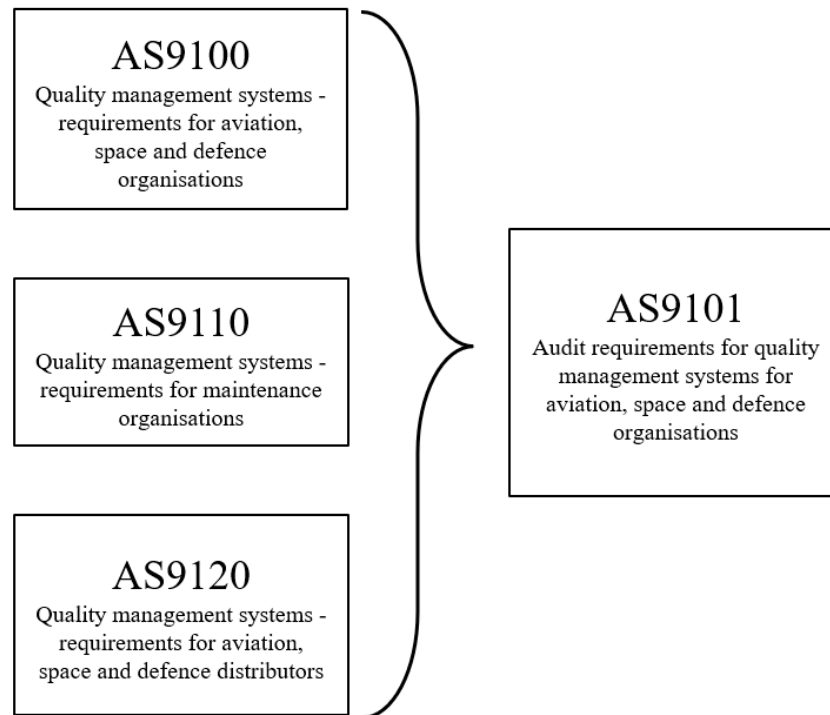 AS9100
Quality management systems -
requirements for aviation,
space and defence
organisations
AS9110
Quality management systems -
requirements for maintenance
organisations
AS9120
Quality management systems -
requirements for aviation,
space and defence distributors
AS9101
Audit requirements for quality
management systems for
aviation, space and defence
organisations